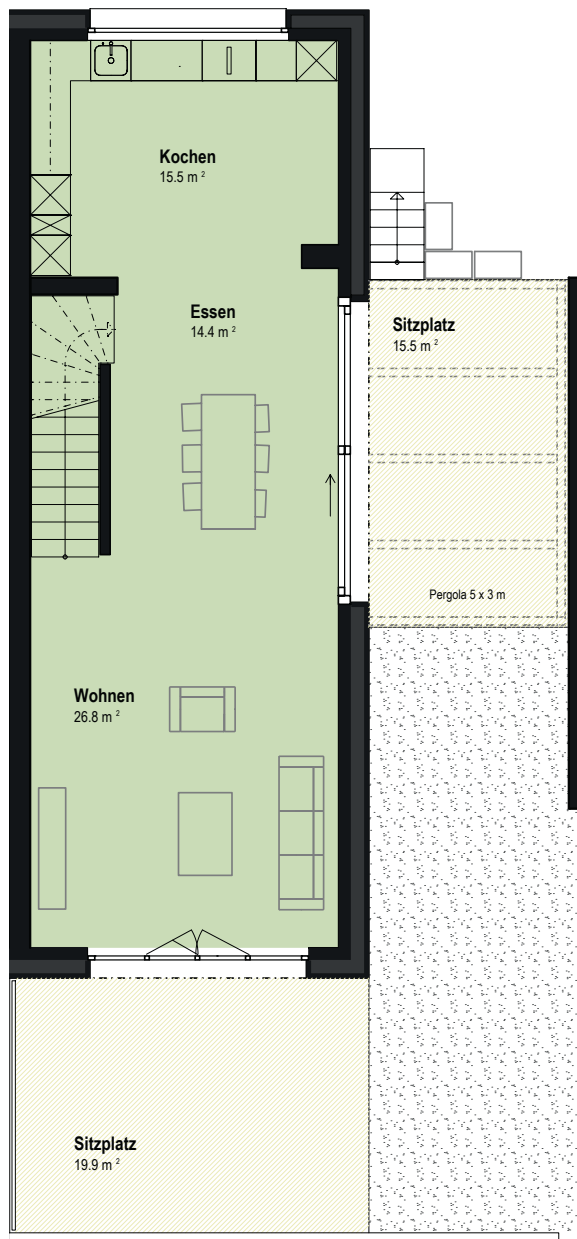 Kochen
15.5 m ²
Essen
14.4 m ²
Sitzplatz
15.5 m ²
Pergola 5 x 3 m
Wohnen
26.8 m ²
Sitzplatz
19.9 m ²